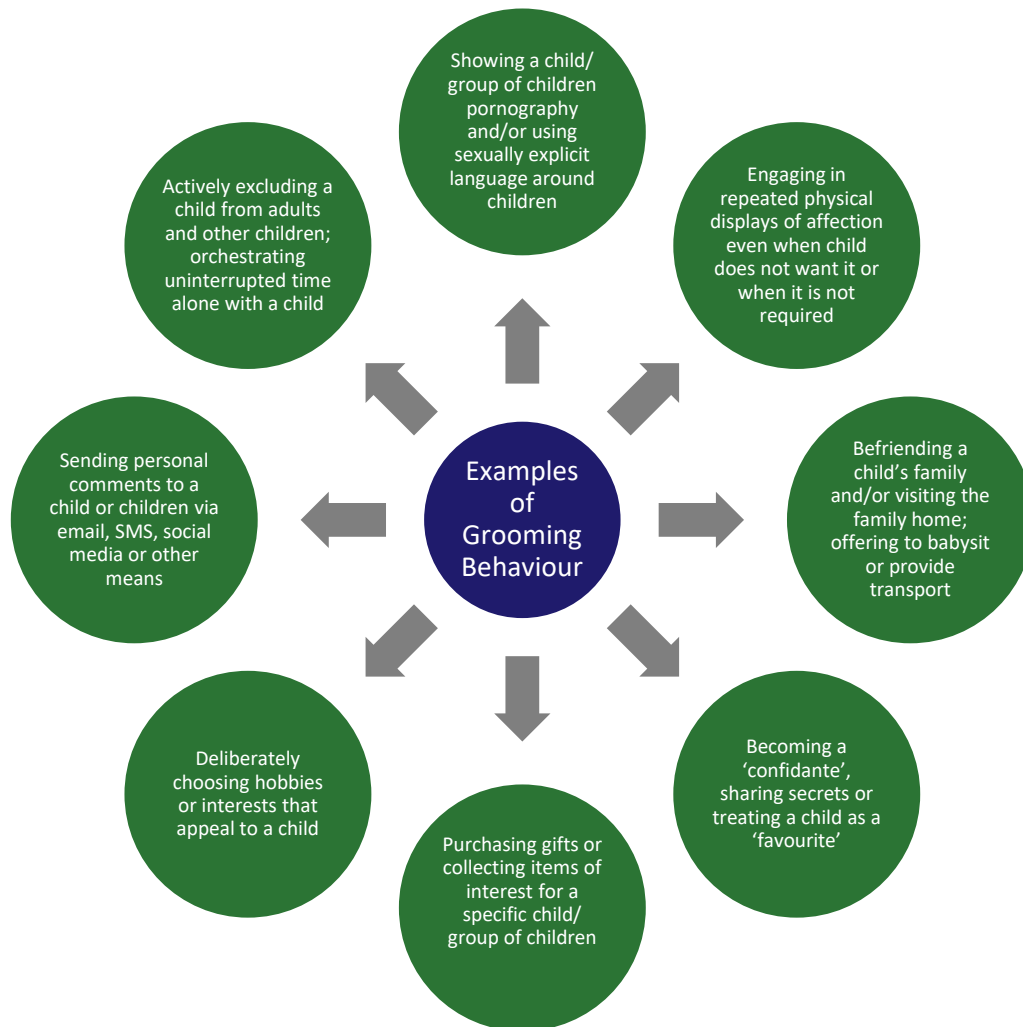 Showing a child/
group of children
pornography
and/or using
sexually explicit
language around
children
Engaging in
repeated physical
displays of affection
even when child
does not want it or
when it is not
required
Befriending a
child’s family
and/or visiting the
family home;
offering to babysit
or provide
transport
Becoming a
‘confidante’,
sharing secrets or
treating a child as a
‘favourite’
Purchasing gifts or
collecting items of
interest for a
specific child/
group of children
Deliberately
choosing hobbies
or interests that
appeal to a child
Sending personal
comments to a
child or children via
email, SMS, social
media or other
means
Actively excluding a
child from adults
and other children;
orchestrating
uninterrupted time
alone with a child
Examples
of
Grooming
Behaviour